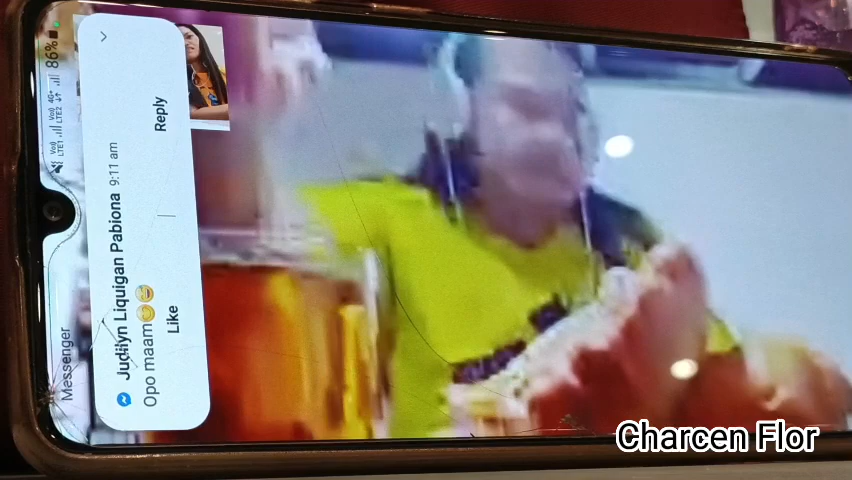 Messenger
86%
Judilyn Liquigan Pabiona 9:11 am
Opo maam😊😅
Like
Reply
Charcen Flor